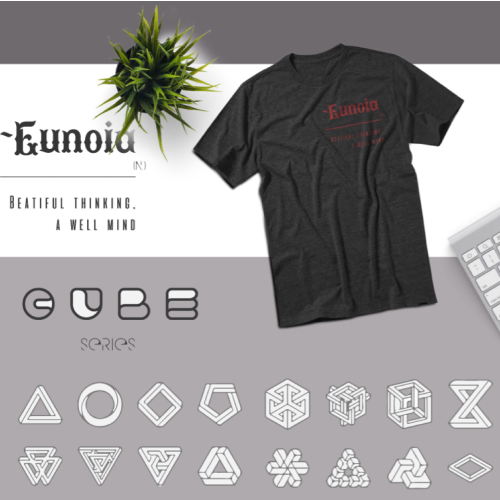 ~Eunoia
(N)
BEATIFUL THINKING,
A WELL MIND
~Eunoia
CUBE
SERIES